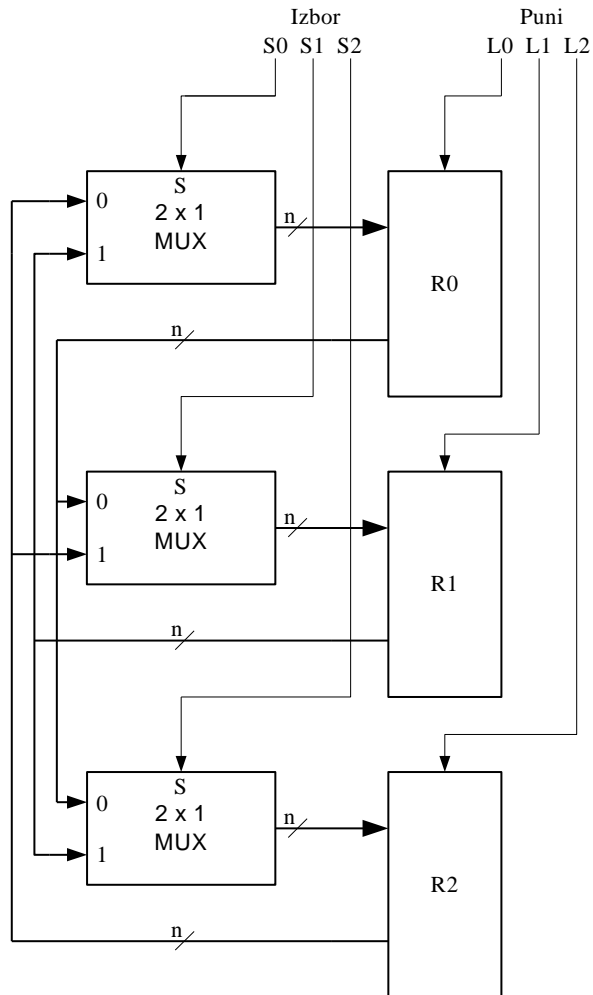 Izbor Puni
S0 S1 S2 L0 L1 L2
S
0 2 x 1 n
MUX
1
R0
n
S
0 2 x 1 n
MUX
1
R1
n
S
0 2 x 1 n
MUX
1
R2
n